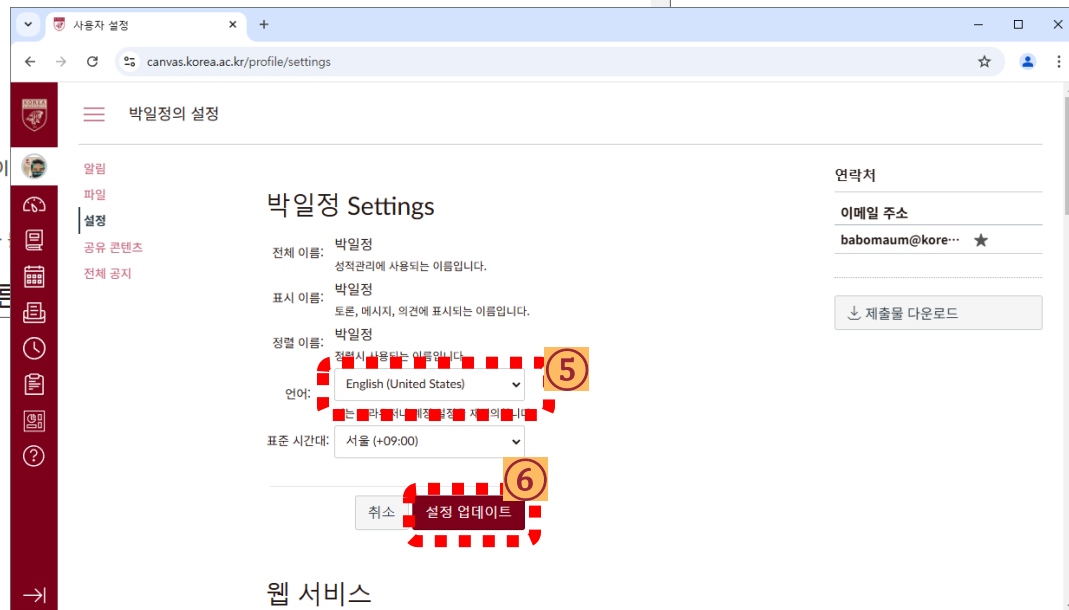 사용자 설정
canvas.korea.ac.kr/profile/settings
KOREA
박일정의 설정
알림
파일
설정
공유 콘텐츠
전체 공지
박일정 Settings
전체 이름: 박일정
성적관리에 사용되는 이름입니다.
표시 이름: 박일정
토론, 메시지, 의견에 표시되는 이름입니다.
정렬 이름: 박일정
정렬시 사용되는 이름입니다
⑤
언어: English (United States)
표준 시간대: 서울 (+09:00)
⑥
취소
설정 업데이트
웹 서비스
연락처
이메일 주소
babomaum@kore… ★
제출물 다운로드